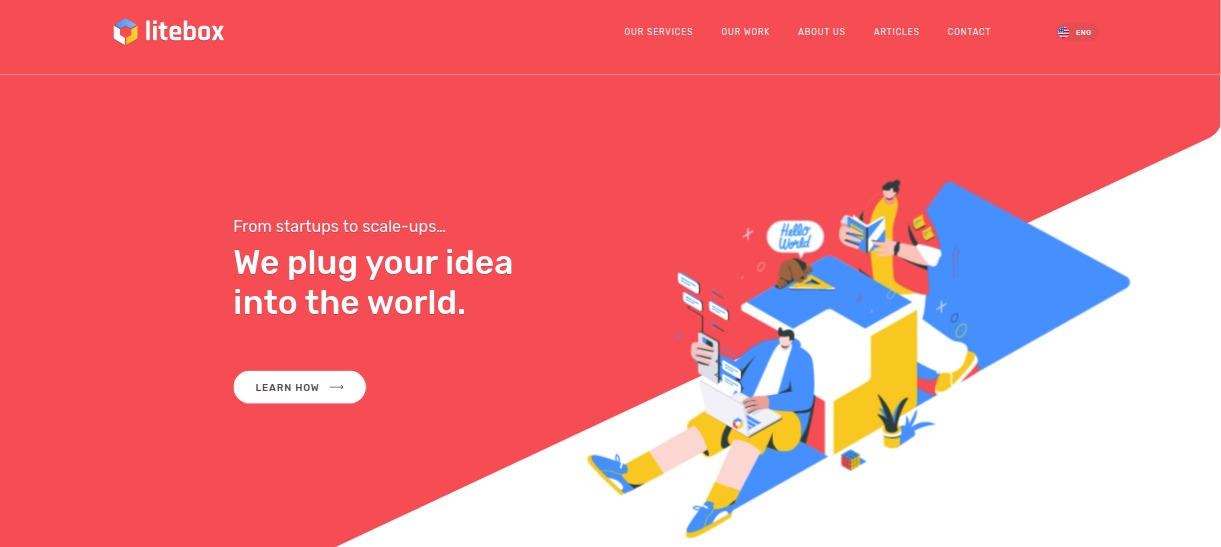 litebox
OUR SERVICES
OUR WORK
ABOUT US
ARTICLES
CONTACT
ENG
From startups to scale-ups...
We plug your idea
into the world.
LEARN HOW
Hello
World